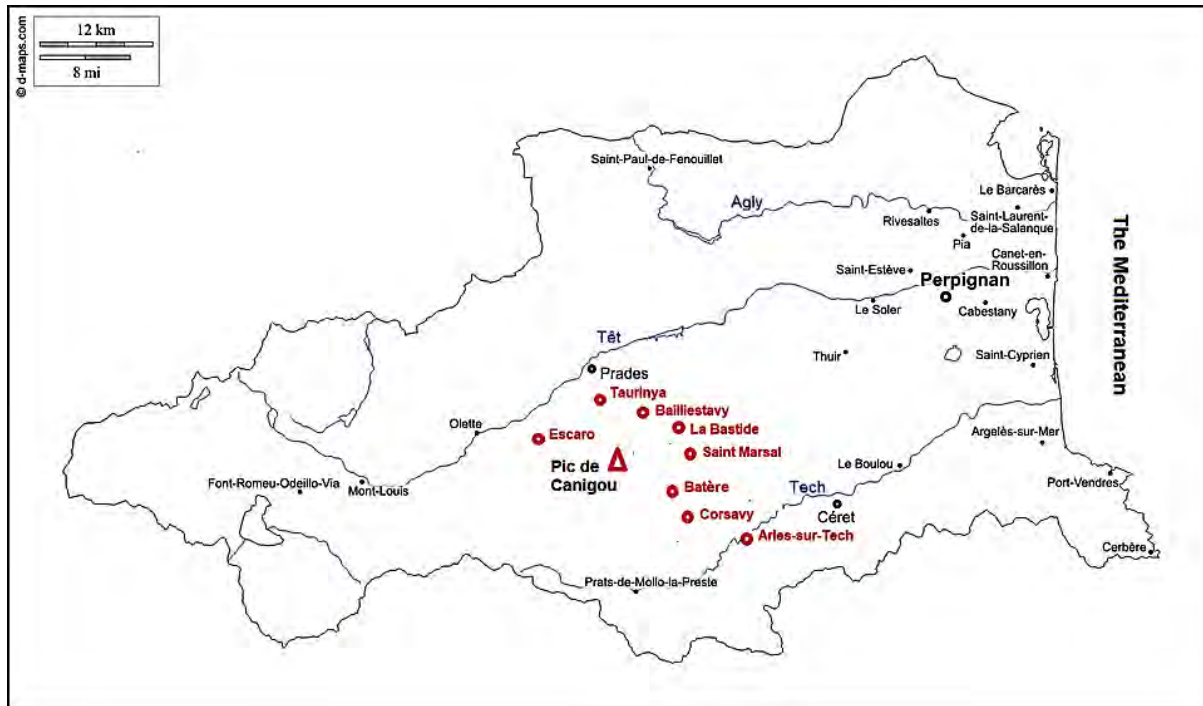 12 km
8 mi
© d-maps.com
Saint-Paul-de-Fenouillet
Agly
Le Barcarès
Rivesaltes
Saint-Laurent-
de-la-Salanque
Pia
Canet-en-
Roussillon
Saint-Estève
Perpignan
Le Soler
Cabestany
The Mediterranean
Têt
Thuir
Saint-Cyprien
Prades
Taurinya
Bailliestavy
Olette
La Bastide
Escaro
Saint Marsal
Argelès-sur-Mer
Pic de
Canigou
Le Boulou
Font-Romeu-Odeillo-Via
Mont-Louis
Batère
Tech
Port-Vendres
Corsavy
Céret
Arles-sur-Tech
Cerbère
Prats-de-Mollo-la-Preste